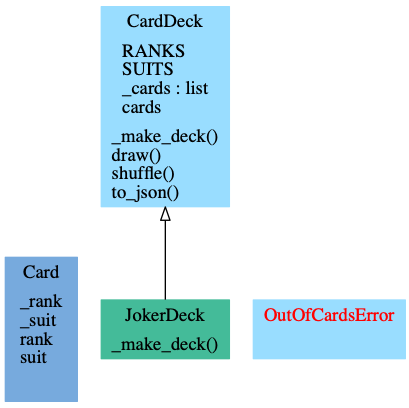 CardDeck
RANKS
SUITS
_cards : list
cards
_make_deck()
draw()
shuffle()
to_json()
Card
_rank
_suit
rank
suit
JokerDeck
_make_deck()
OutOfCardsError